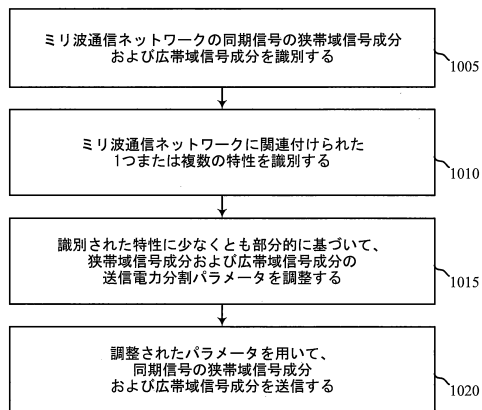 ミリ波通信ネットワークの同期信号の狭帯域信号成分
および広帯域信号成分を識別する
1005
ミリ波通信ネットワークに関連付けられた
1つまたは複数の特性を識別する
1010
識別された特性に少なくとも部分的に基づいて、
狭帯域信号成分および広帯域信号成分の
送信電力分割パラメータを調整する
1015
調整されたパラメータを用いて、
同期信号の狭帯域信号成分
および広帯域信号成分を送信する
1020